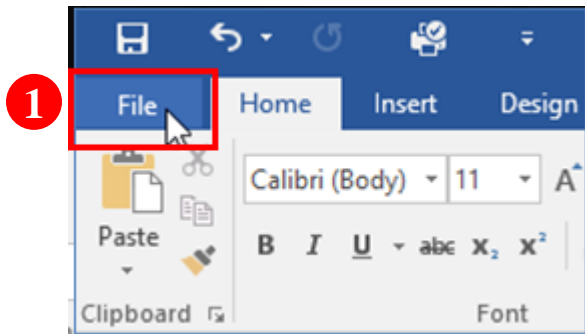 1
File Home Insert Design
Calibri (Body) 11 A
Paste
B I U abc X₂ X²
Clipboard Font